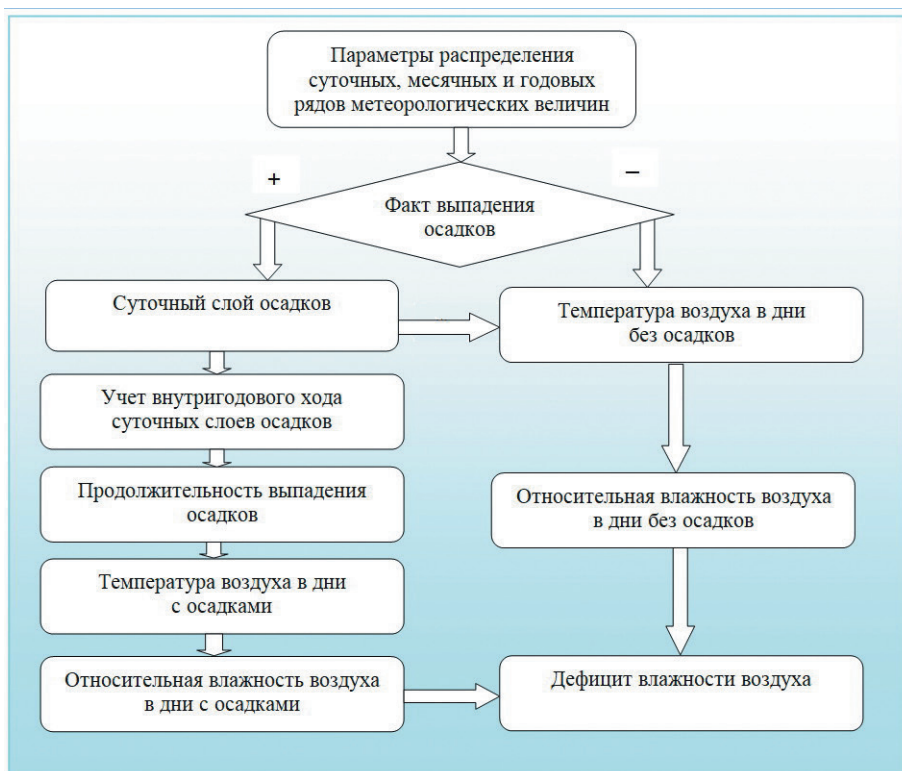 Параметры распределения
суточных, месячных и годовых
рядов метеорологических величин
+
–
Факт выпадения
осадков
Суточный слой осадков
Температура воздуха в дни
без осадков
Учет внутригодового хода
суточных слоев осадков
Продолжительность выпадения
осадков
Относительная влажность воздуха
в дни без осадков
Температура воздуха в дни
с осадками
Относительная влажность воздуха
в дни с осадками
Дефицит влажности воздуха